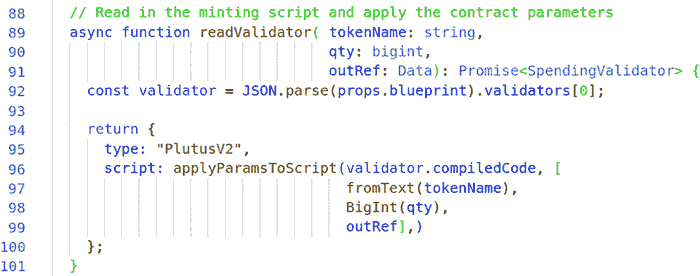 88 // Read in the minting script and apply the contract parameters
89 async function readValidator( tokenName: string,
90 qty: bigint,
91 outRef: Data): Promise<SpendingValidator> {
92 const validator = JSON.parse(props.blueprint).validators[0];
93
94 return {
95 type: "PlutusV2",
96 script: applyParamsToScript(validator.compiledCode, [
97 fromText(tokenName),
98 BigInt(qty),
99 outRef],)
100 };
101 }